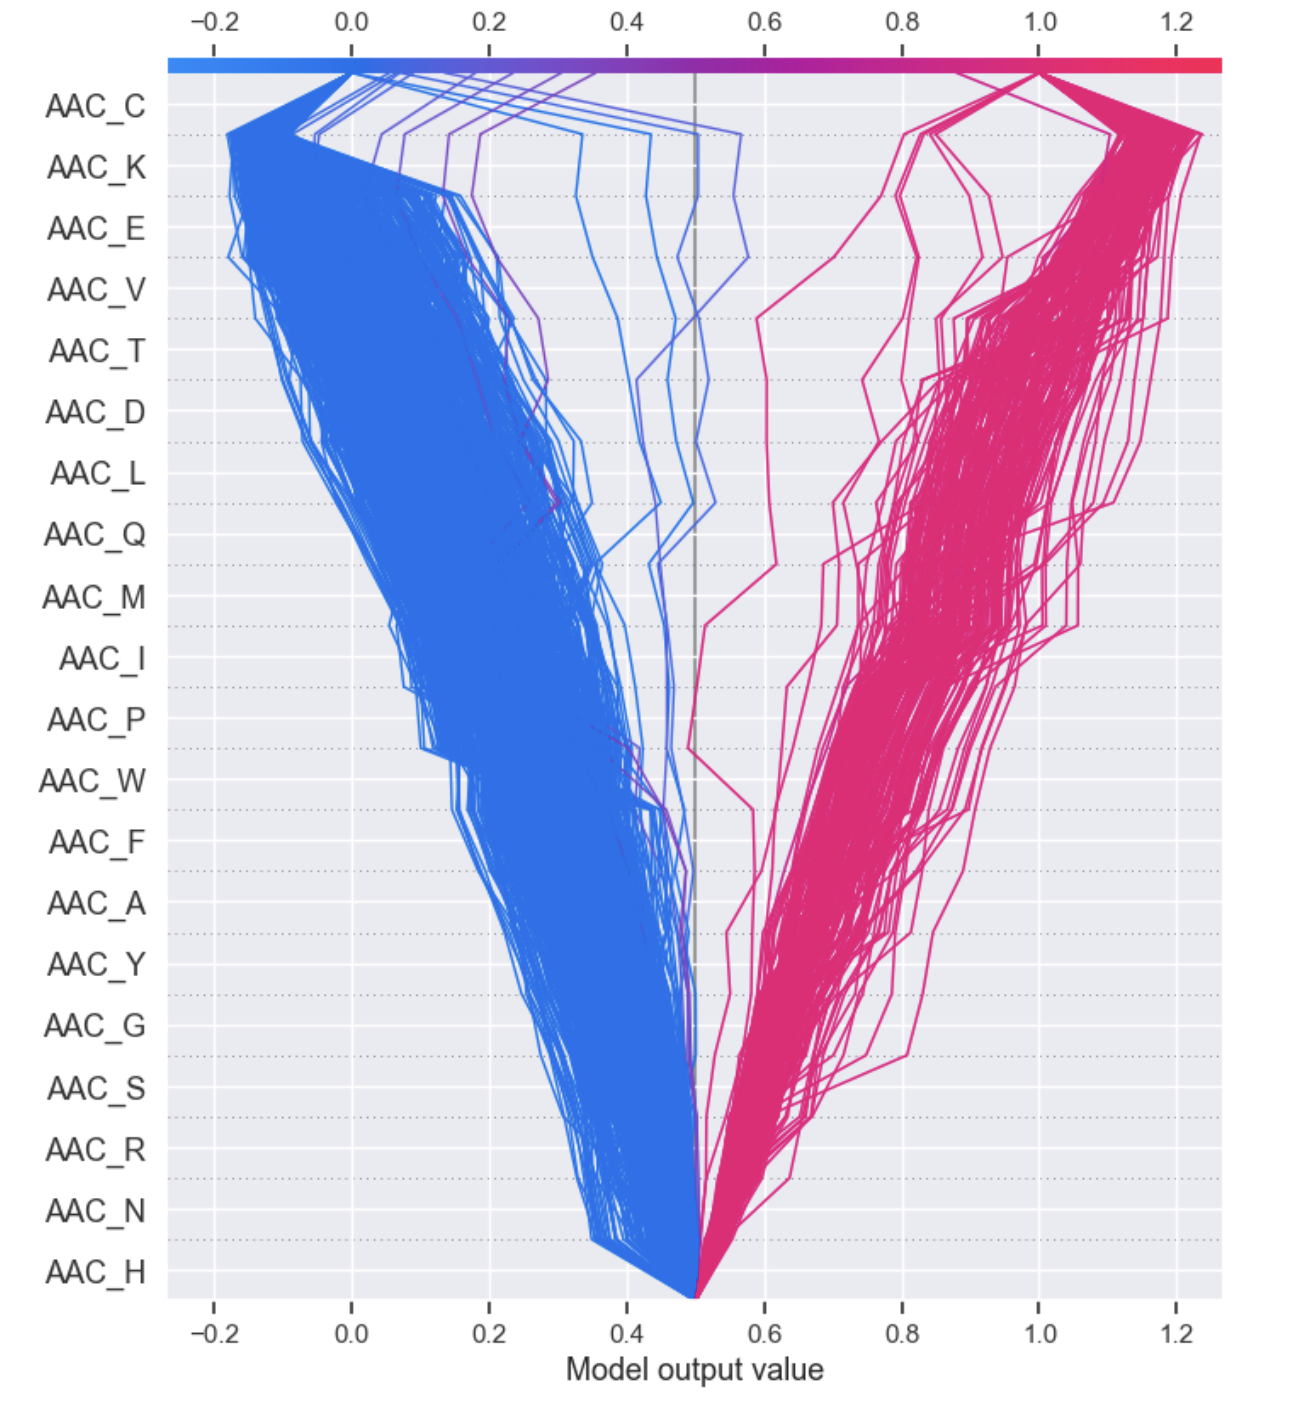 −0.2 0.0 0.2 0.4 0.6 0.8 1.0 1.2
AAC_C
AAC_K
AAC_E
AAC_V
AAC_T
AAC_D
AAC_L
AAC_Q
AAC_M
AAC_I
AAC_P
AAC_W
AAC_F
AAC_A
AAC_Y
AAC_G
AAC_S
AAC_R
AAC_N
AAC_H
−0.2 0.0 0.2 0.4 0.6 0.8 1.0 1.2
Model output value